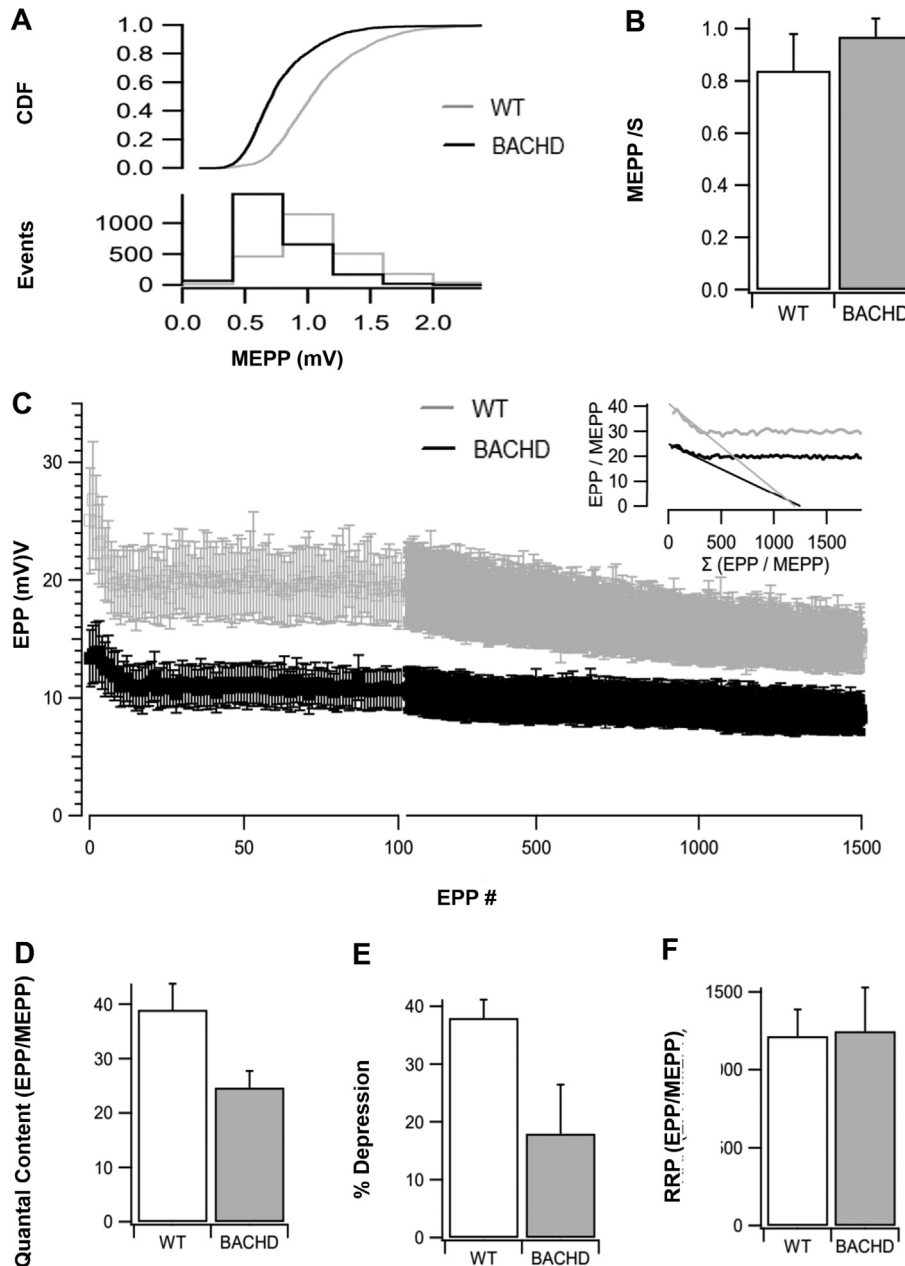 A
CDF
1.0
0.8
0.6
0.4
0.2
0.0
WT
BACHD
Events
1000
500
0
0.0 0.5 1.0 1.5 2.0
MEPP (mV)
B
MEPP /S
1.0
0.8
0.6
0.4
0.2
0.0
WT BACHD
C
WT
BACHD
EPP (mV)V
30
20
10
0
0 50 100 500 1000 1500
EPP #
EPP / MEPP
40
30
20
10
0
0 500 1000 1500
Σ (EPP / MEPP)
D
Quantal Content (EPP/MEPP)
40
30
20
10
0
WT BACHD
E
% Depression
40
30
20
10
0
WT BACHD
F
RRP (EPP/MEPP)
1500
0
WT BACHD